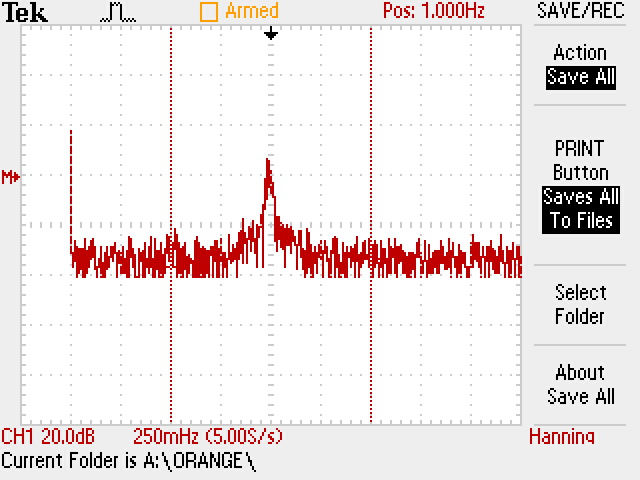 Tek
Armed
Pos: 1.000Hz
SAVE/REC
Action
Save All
PRINT
Button
Saves All
To Files
Select
Folder
About
Save All
M
CH1 20.0dB
250mHz (5.00S/s)
Hanning
Current Folder is A:\ORANGE\